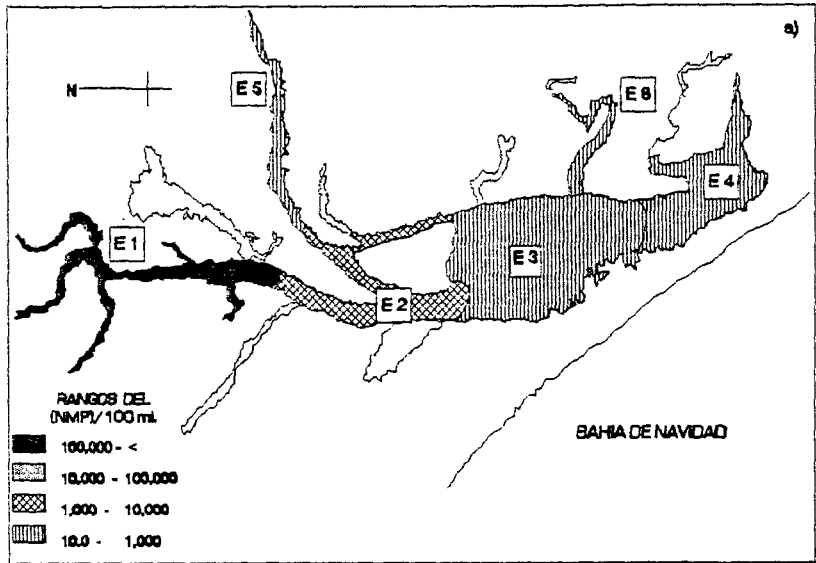 a)
N
E 5
E 6
E 4
E 1
E 3
E 2
RANGOS DEL
(NMP)/ 100 ml.
100,000 - <
10,000 - 100,000
1,000 - 10,000
10.0 - 1,000
BAHIA DE NAVIDAD